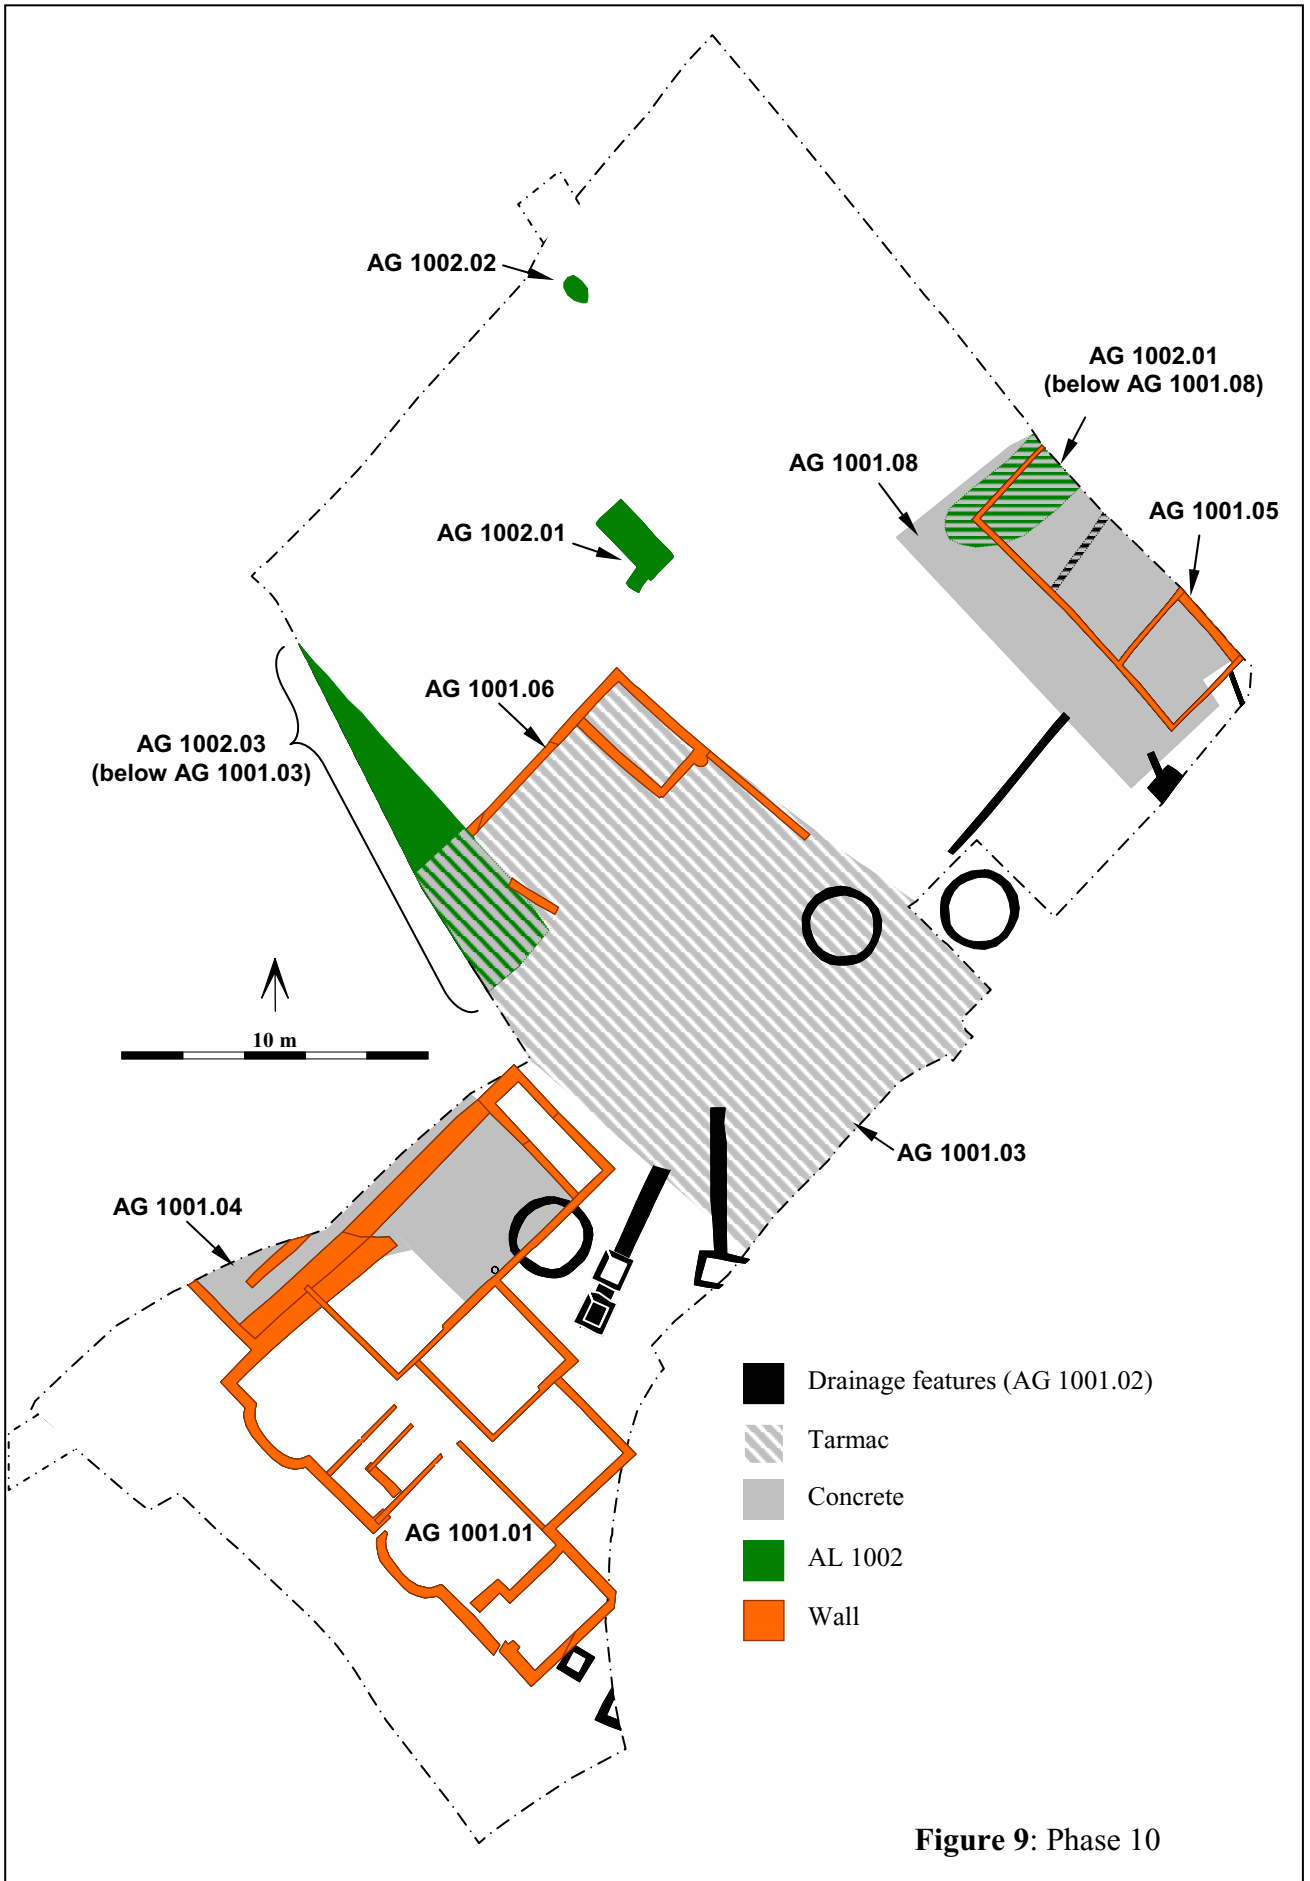 AG 1002.02
AG 1002.01
(below AG 1001.08)
AG 1001.08
AG 1001.05
AG 1002.01
AG 1001.06
AG 1002.03
(below AG 1001.03)
10 m
AG 1001.03
AG 1001.04
Drainage features (AG 1001.02)
Tarmac
Concrete
AG 1001.01
AL 1002
Wall
Figure 9: Phase 10